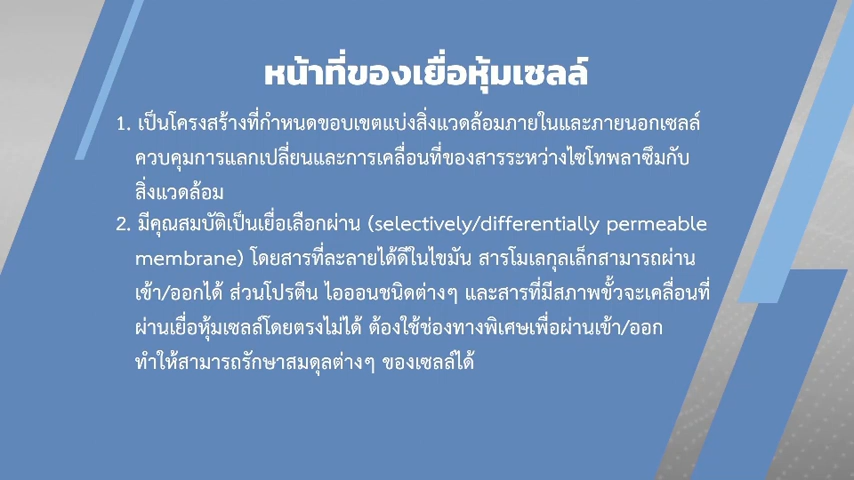 หน้าที่ของเยื่อหุ้มเซลล์
1. เป็นโครงสร้างที่กำหนดขอบเขตแบ่งสิ่งแวดล้อมภายในและภายนอกเซลล์
ควบคุมการแลกเปลี่ยนและการเคลื่อนที่ของสารระหว่างไซโทพลาซึมกับ
สิ่งแวดล้อม
2. มีคุณสมบัติเป็นเยื่อเลือกผ่าน (selectively/differentially permeable
membrane) โดยสารที่ละลายได้ดีในไขมัน สารโมเลกุลเล็กสามารถผ่าน
เข้า/ออกได้ ส่วนโปรตีน ไอออนชนิดต่างๆ และสารที่มีสภาพขั้วจะเคลื่อนที่
ผ่านเยื่อหุ้มเซลล์โดยตรงไม่ได้ ต้องใช้ช่องทางพิเศษเพื่อผ่านเข้า/ออก
ทำให้สามารถรักษาสมดุลต่างๆ ของเซลล์ได้